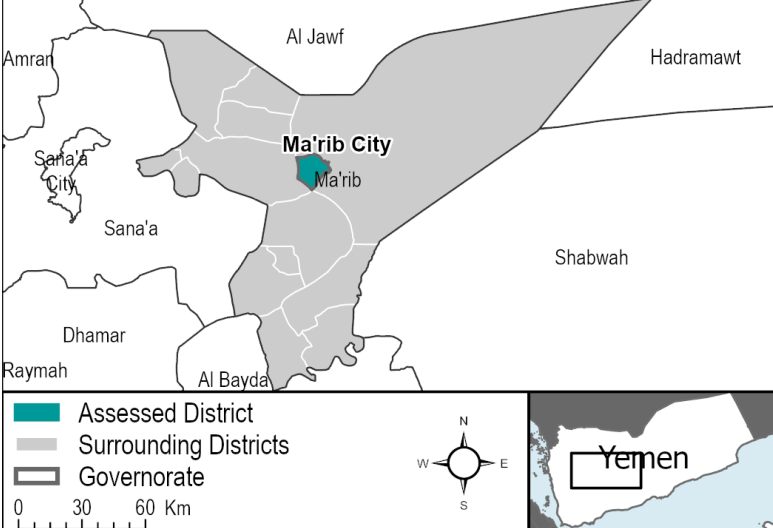 Al Jawf
Amran
Hadramawt
Ma'rib City
Sana'a
City
Ma'rib
Sana'a
Shabwah
Dhamar
Raymah
Al Bayda
Assessed District
Surrounding Districts
Governorate
0 30 60 Km
N
W E
S
Yemen